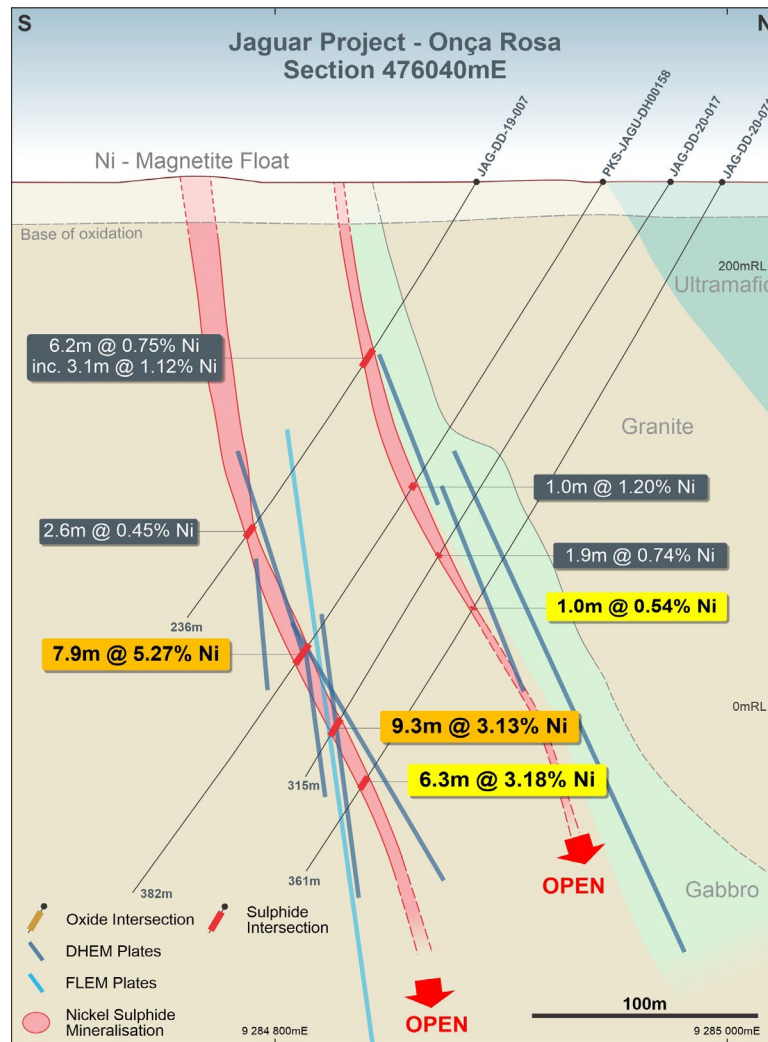 S
N
Jaguar Project - Onça Rosa
Section 476040mE
JAG-DD-19-007
PKS-JAGU-DH00158
JAG-DD-20-017
JAG-DD-20-071
Ni - Magnetite Float
Base of oxidation
200mRL
Ultramafic
6.2m @ 0.75% Ni
inc. 3.1m @ 1.12% Ni
Granite
1.0m @ 1.20% Ni
2.6m @ 0.45% Ni
1.9m @ 0.74% Ni
1.0m @ 0.54% Ni
236m
7.9m @ 5.27% Ni
0mRL
9.3m @ 3.13% Ni
6.3m @ 3.18% Ni
315m
361m
382m
OPEN
Gabbro
Oxide Intersection
Sulphide
Intersection
DHEM Plates
FLEM Plates
Nickel Sulphide
Mineralisation
OPEN
100m
9 284 800mE
9 285 000mE